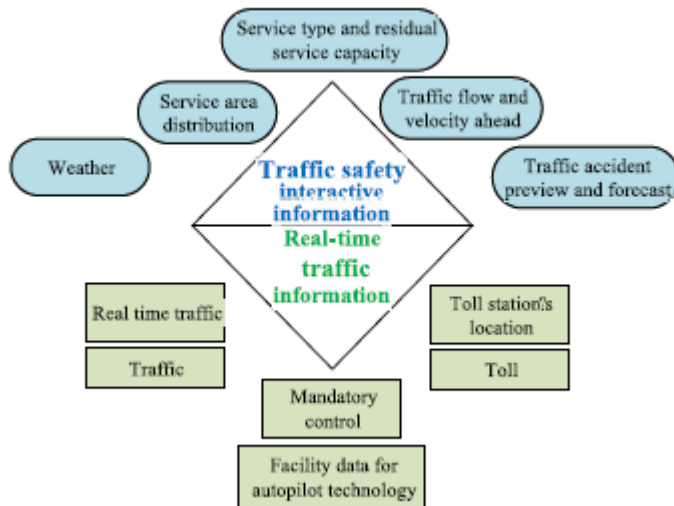 Service type and residual
service capacity
Service area
distribution
Traffic flow and
velocity ahead
Weather
Traffic accident
preview and forecast
Traffic safety
interactive
information
Real-time
traffic
information
Real time traffic
Traffic
Toll station%s
location
Toll
Mandatory
control
Facility data for
autopilot technology